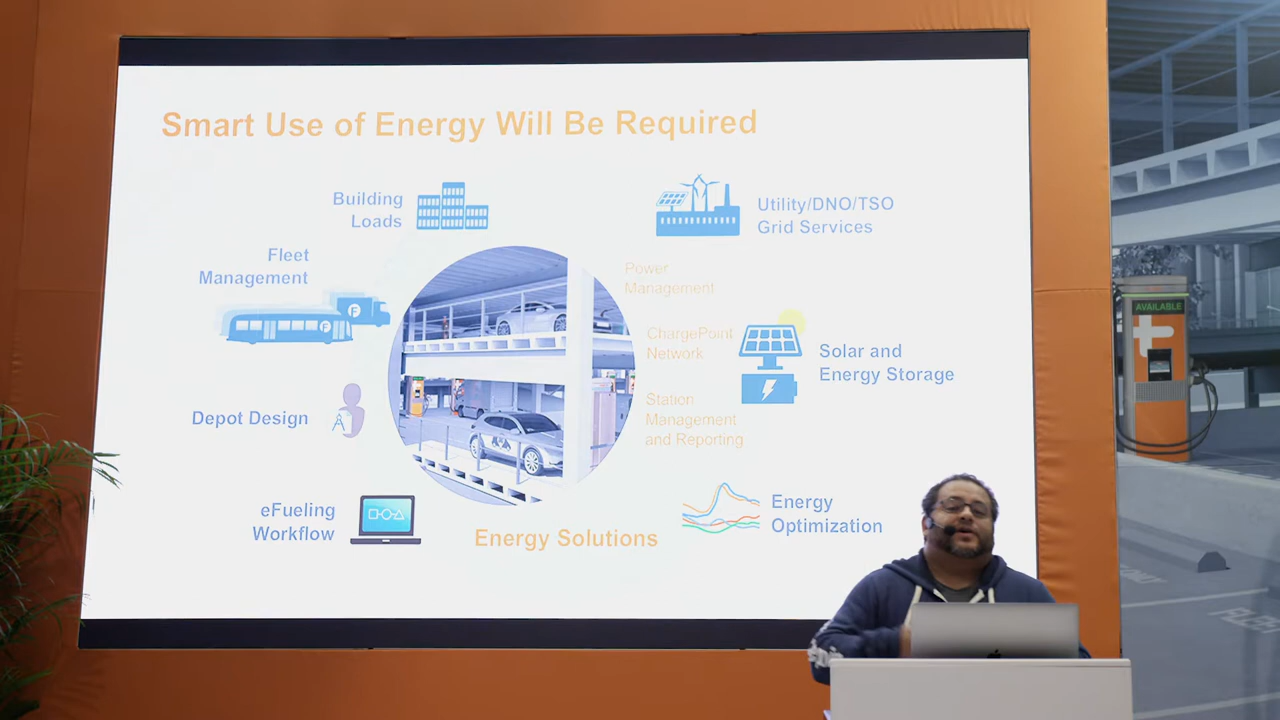 Smart Use of Energy Will Be Required
Building
Loads
Utility/DNO/TSO
Grid Services
Fleet
Management
F
F
Power
Management
ChargePoint
Network
Solar and
Energy Storage
Station
Management
and Reporting
Depot Design
A
eFueling
Workflow
Energy Solutions
Energy
Optimization
AVAILABLE